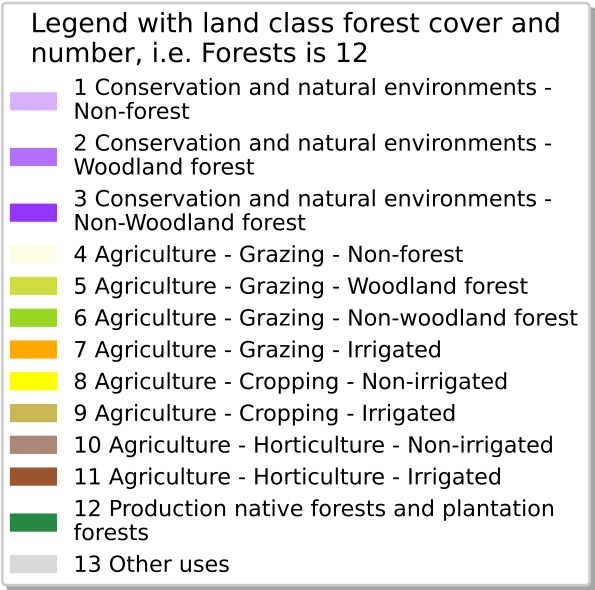 Legend with land class forest cover and
number, i.e. Forests is 12
1 Conservation and natural environments -
Non-forest
2 Conservation and natural environments -
Woodland forest
3 Conservation and natural environments -
Non-Woodland forest
4 Agriculture - Grazing - Non-forest
5 Agriculture - Grazing - Woodland forest
6 Agriculture - Grazing - Non-woodland forest
7 Agriculture - Grazing - Irrigated
8 Agriculture - Cropping - Non-irrigated
9 Agriculture - Cropping - Irrigated
10 Agriculture - Horticulture - Non-irrigated
11 Agriculture - Horticulture - Irrigated
12 Production native forests and plantation
forests
13 Other uses